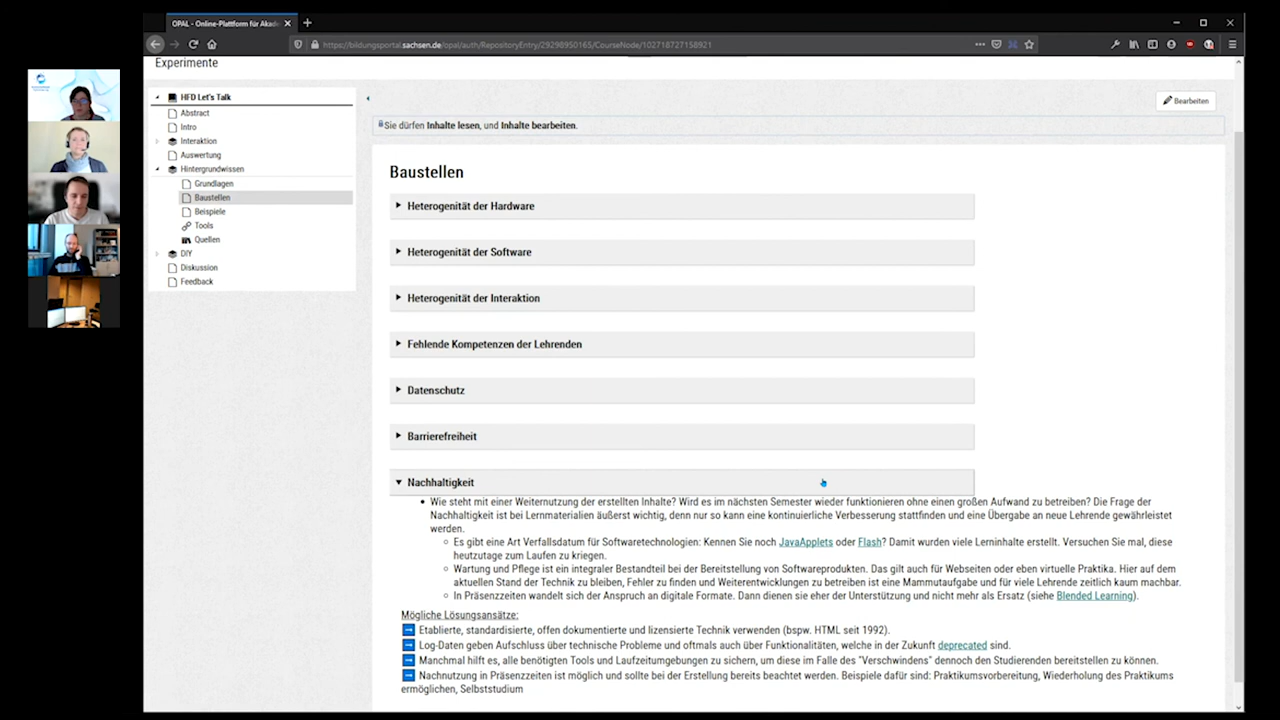 OPAL - Online-Plattform für Akade
https://bildungsportal.sachsen.de/opal/auth/RepositoryEntry/29298950165/CourseNode/102718727158921
Experimente
HFD Let's Talk
Abstract
Intro
Interaktion
Auswertung
Hintergrundwissen
Grundlagen
Baustellen
Beispiele
Tools
Quellen
DIY
Diskussion
Feedback
Bearbeiten
Sie dürfen Inhalte lesen, und Inhalte bearbeiten.
Baustellen
Heterogenität der Hardware
Heterogenität der Software
Heterogenität der Interaktion
Fehlende Kompetenzen der Lehrenden
Datenschutz
Barrierefreiheit
Nachhaltigkeit
Wie steht mit einer Weiternutzung der erstellten Inhalte? Wird es im nächsten Semester wieder funktionieren ohne einen großen Aufwand zu betreiben? Die Frage der
Nachhaltigkeit ist bei Lernmaterialien äußerst wichtig, denn nur so kann eine kontinuierliche Verbesserung stattfinden und eine Übergabe an neue Lehrende gewährleistet
werden.
Es gibt eine Art Verfallsdatum für Softwaretechnologien: Kennen Sie noch JavaApplets oder Flash? Damit wurden viele Lerninhalte erstellt. Versuchen Sie mal, diese
heutzutage zum Laufen zu kriegen.
Wartung und Pflege ist ein integraler Bestandteil bei der Bereitstellung von Softwareprodukten. Das gilt auch für Webseiten oder eben virtuelle Praktika. Hier auf dem
aktuellen Stand der Technik zu bleiben, Fehler zu finden und Weiterentwicklungen zu betreiben ist eine Mammutaufgabe und für viele Lehrende zeitlich kaum machbar.
In Präsenzzeiten wandelt sich der Anspruch an digitale Formate. Dann dienen sie eher der Unterstützung und nicht mehr als Ersatz (siehe Blended Learning).
Mögliche Lösungsansätze:
Etablierte, standardisierte, offen dokumentierte und lizensierte Technik verwenden (bspw. HTML seit 1992).
Log-Daten geben Aufschluss über technische Probleme und oftmals auch über Funktionalitäten, welche in der Zukunft deprecated sind.
Manchmal hilft es, alle benötigten Tools und Laufzeitumgebungen zu sichern, um diese im Falle des "Verschwindens" dennoch den Studierenden bereitstellen zu können.
Nachnutzung in Präsenzzeiten ist möglich und sollte bei der Erstellung bereits beachtet werden. Beispiele dafür sind: Praktikumsvorbereitung, Wiederholung des Praktikums
ermöglichen, Selbststudium